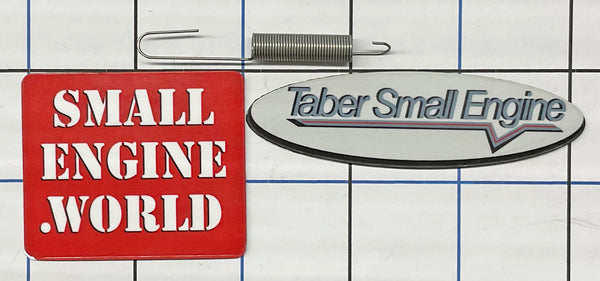 SMALL
ENGINE
.WORLD
Taber Small Engine